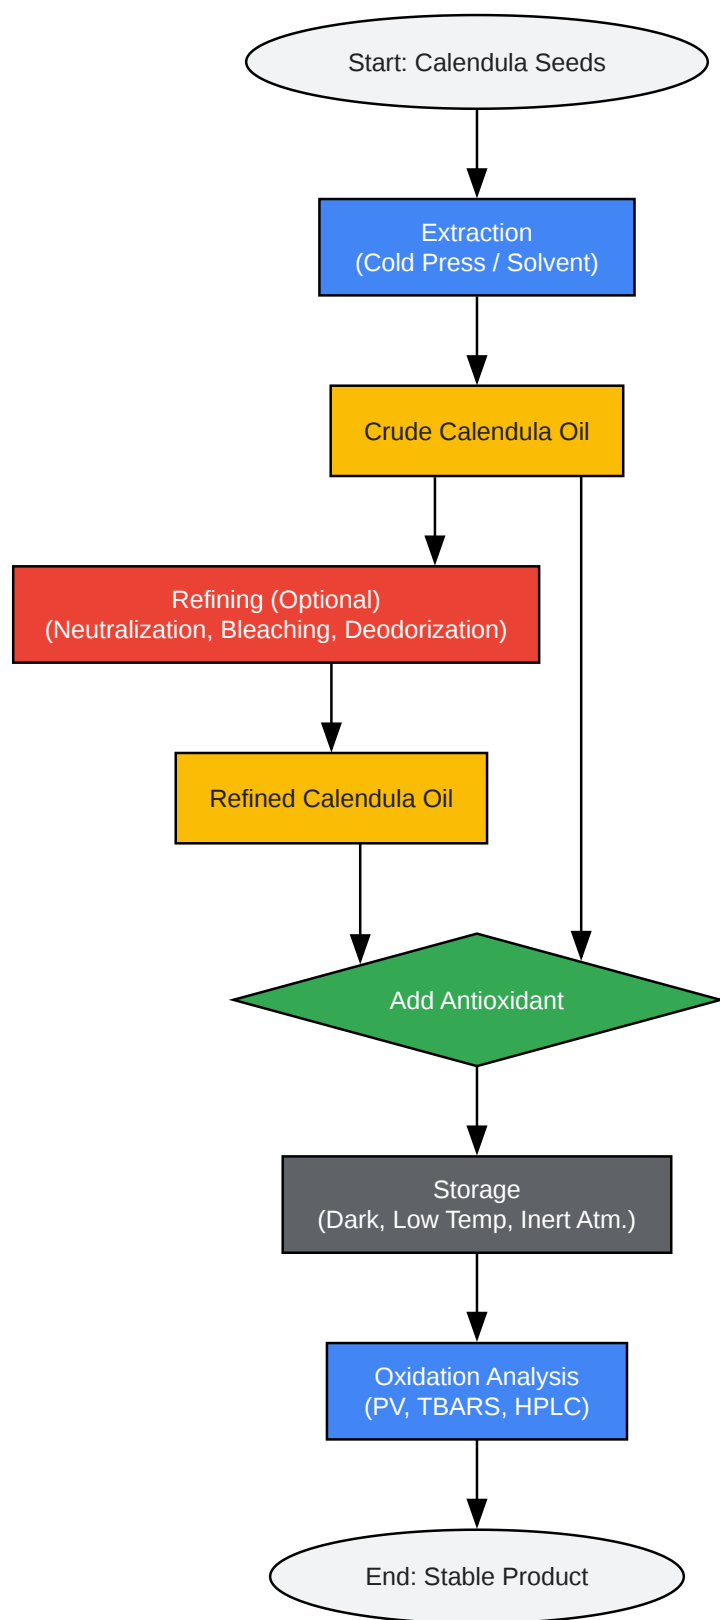 Start: Calendula Seeds
Extraction
(Cold Press / Solvent)
Crude Calendula Oil
Refining (Optional)
(Neutralization, Bleaching, Deodorization)
Refined Calendula Oil
Add Antioxidant
Storage
(Dark, Low Temp, Inert Atm.)
Oxidation Analysis
(PV, TBARS, HPLC)
End: Stable Product